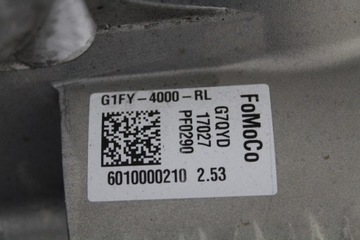 G1FY-4000-RL
G7QYD
17027
PF0290
FoMoCo
6010000210 2.53